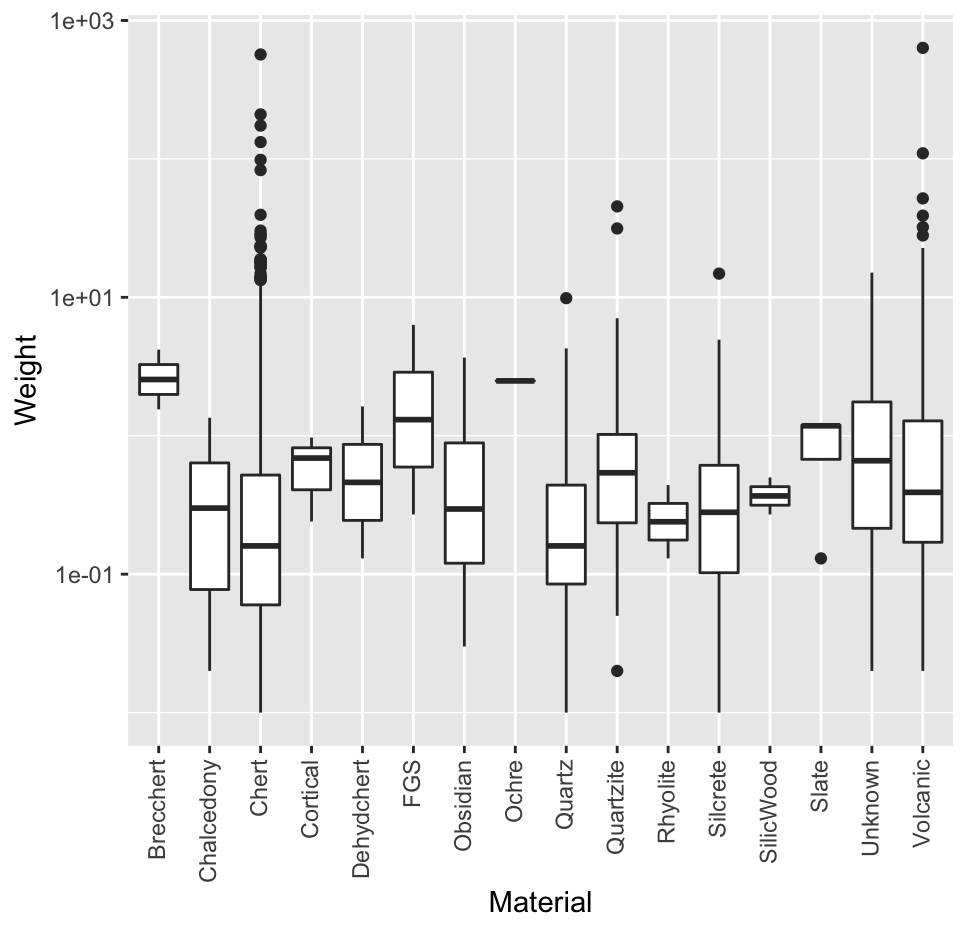 1e+03
1e+01
1e-01
Weight
Brecchert
Chalcedony
Chert
Cortical
Dehydchert
FGS
Obsidian
Ochre
Quartz
Quartzite
Rhyolite
Silcrete
SilicWood
Slate
Unknown
Volcanic
Material